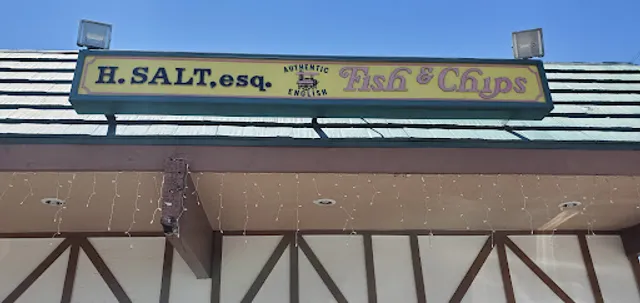 H. SALT, esq.
AUTHENTIC
ENGLISH
Fish & Chips